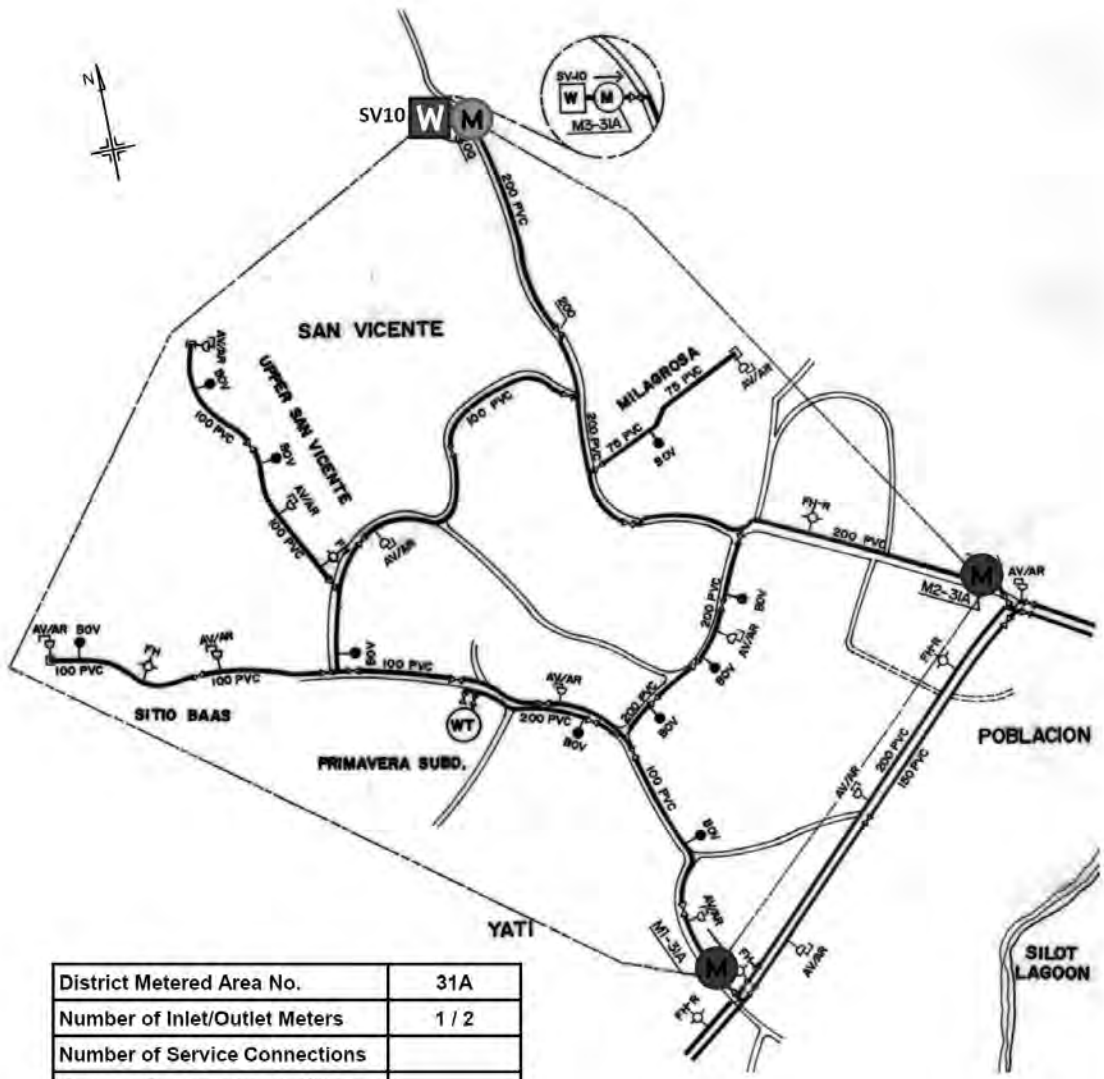 N
SV10 W M
SV-10
W M
M3-31A
200
200 PVC
200
SAN VICENTE
UPPER SAN VICENTE
MILAGROSA
75 PVC
75 PVC
AV/AR
BOV
AV/AR
BOV
100 PVC
BOV
AV/AR
100 PVC
100 PVC
200 PVC
FH-R
200 PVC
M
M2-31A
AV/AR
AV/AR
200 PVC
BOV
AV/AR
BOV
FH-R
AV/AR
BOV
FH
AV/AR
100 PVC
100 PVC
BOV
100 PVC
AV/AR
200 PVC
BOV
200 PVC
BOV
SITIO BAAS
WT
PRIMAVERA SUBD.
POBLACION
200 PVC
150 PVC
AV/AR
100 PVC
BOV
AV/AR
M1-31A
YATI
M
FH-
AV/AR
FH-R
SILOT
LAGOON
District Metered Area No. 31A
Number of Inlet/Outlet Meters 1 / 2
Number of Service Connections